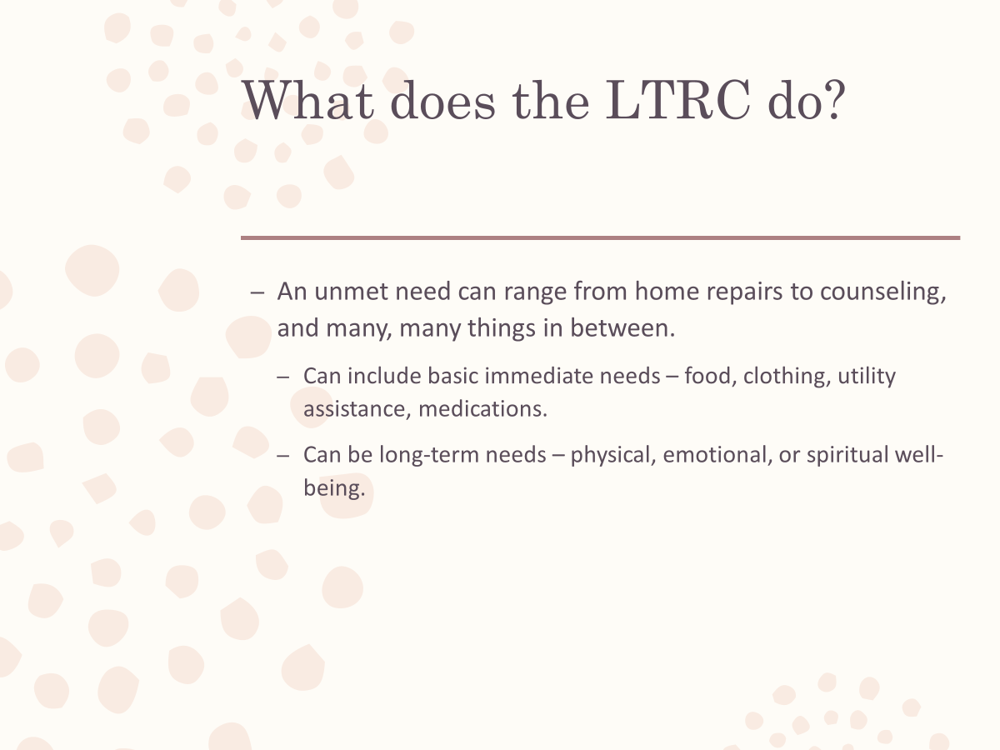 What does the LTRC do?
– An unmet need can range from home repairs to counseling,
and many, many things in between.
– Can include basic immediate needs – food, clothing, utility
assistance, medications.
– Can be long-term needs – physical, emotional, or spiritual well-
being.